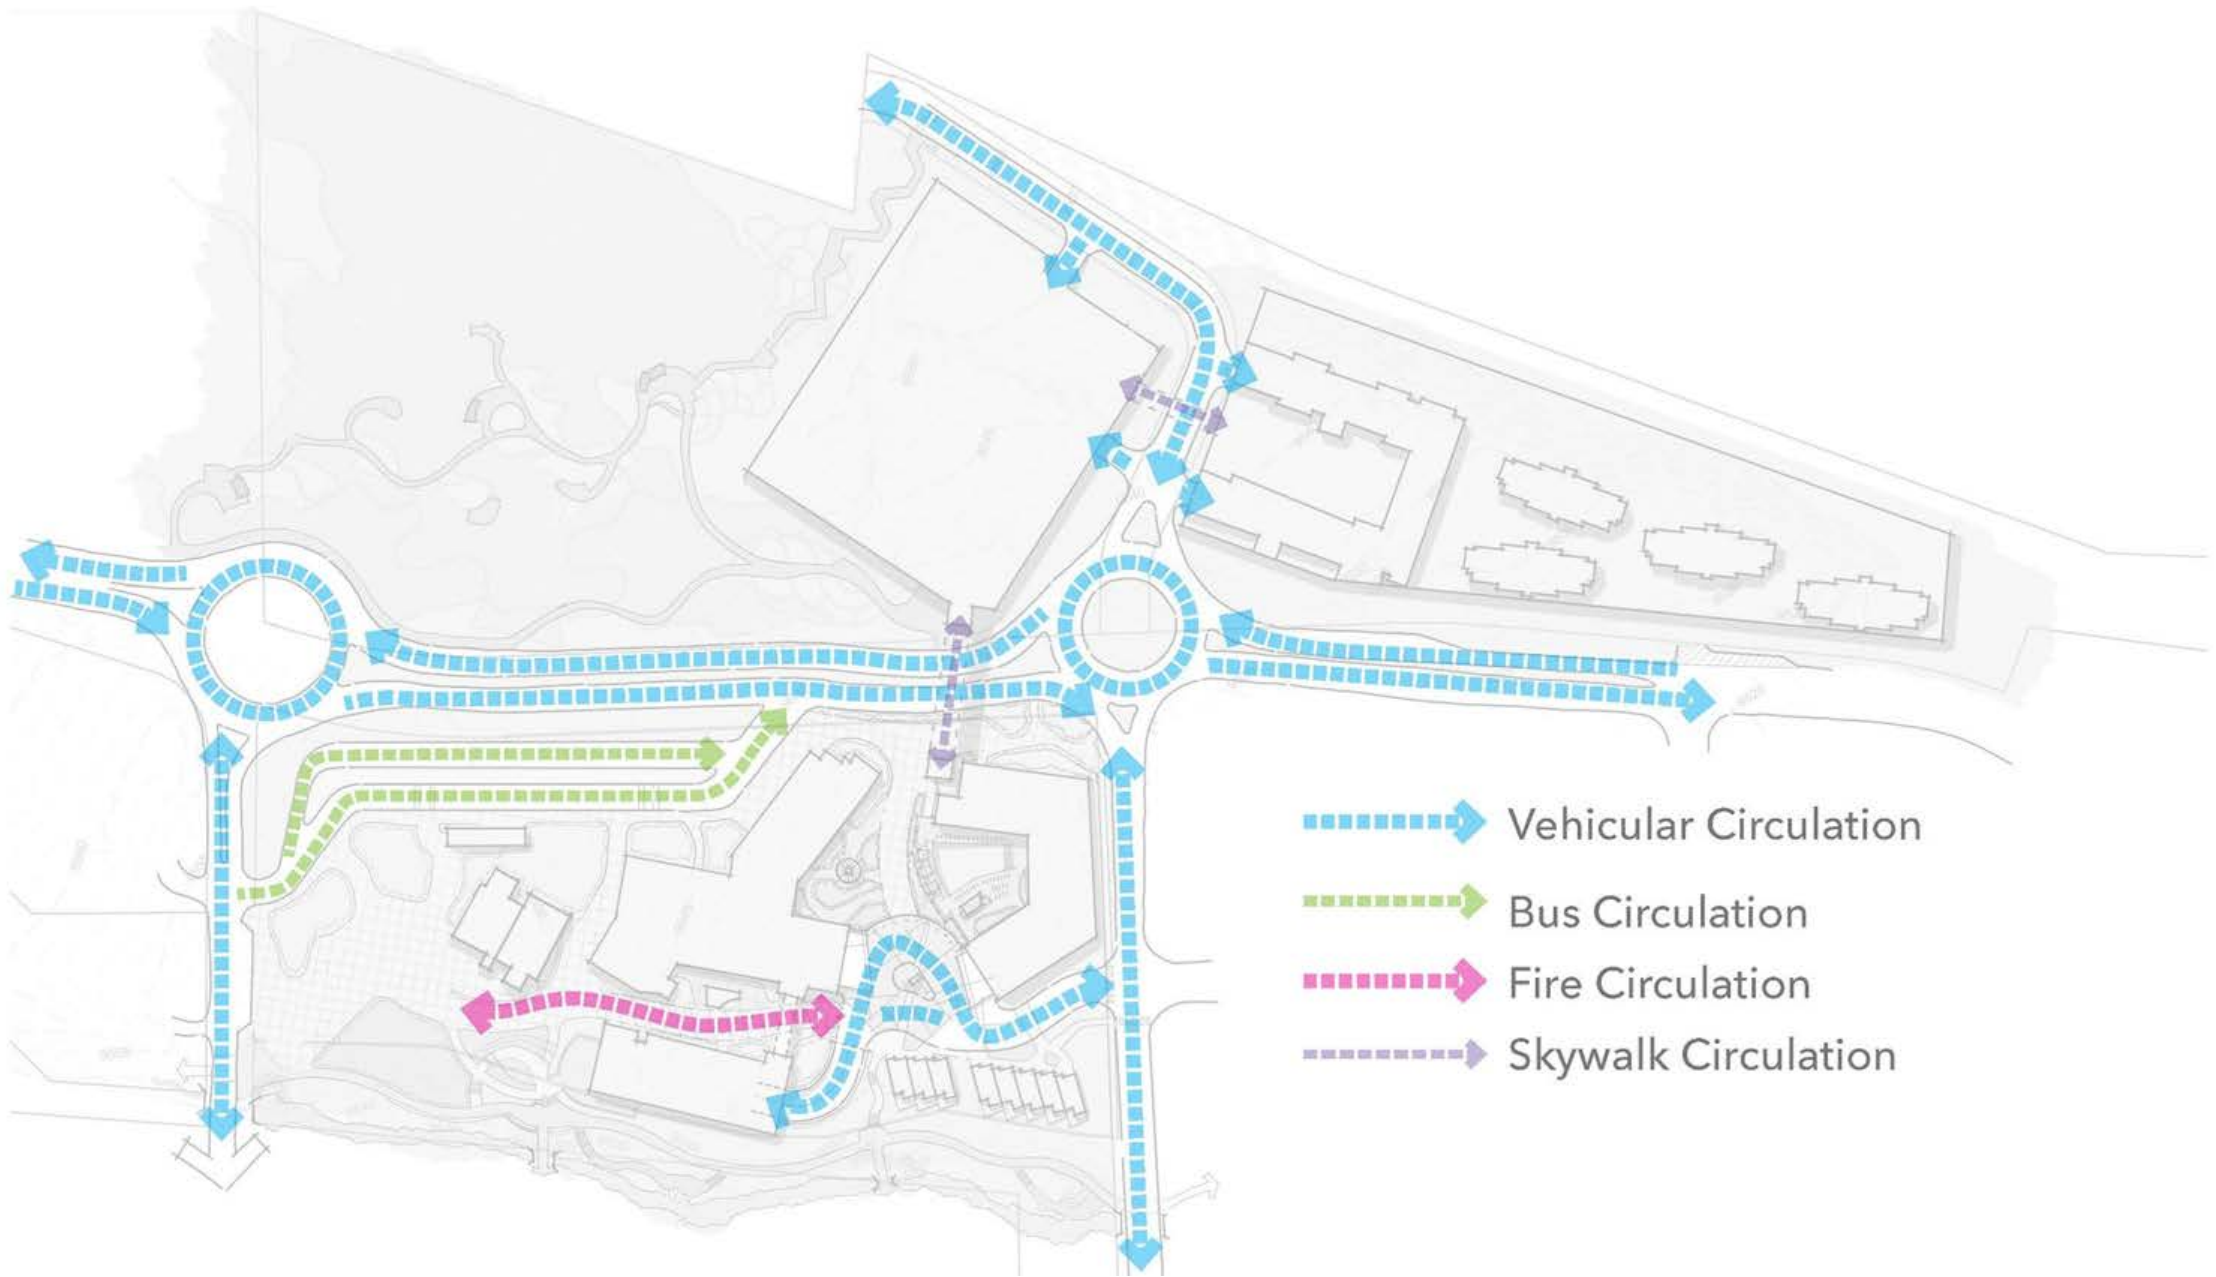 Vehicular Circulation
Bus Circulation
Fire Circulation
Skywalk Circulation